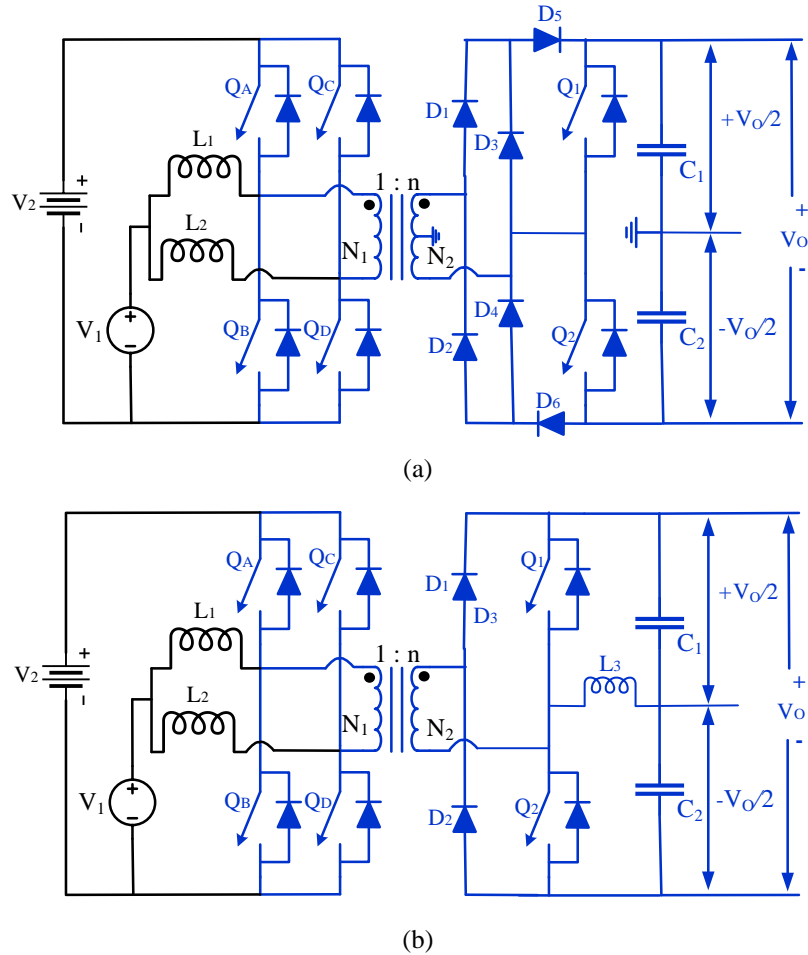 D5
QA
QC
Q1
D1
+VO/2
L1
D3
1 : n
C1
+
V2
L2
+
VO
N1
N2
-
D4
V1
QB
QD
D2
Q2
C2
-VO/2
D6
(a)
QA
QC
Q1
D1
+VO/2
L1
D3
1 : n
C1
+
V2
L3
+
L2
VO
N1
N2
-
V1
QB
QD
D2
Q2
C2
-VO/2
(b)